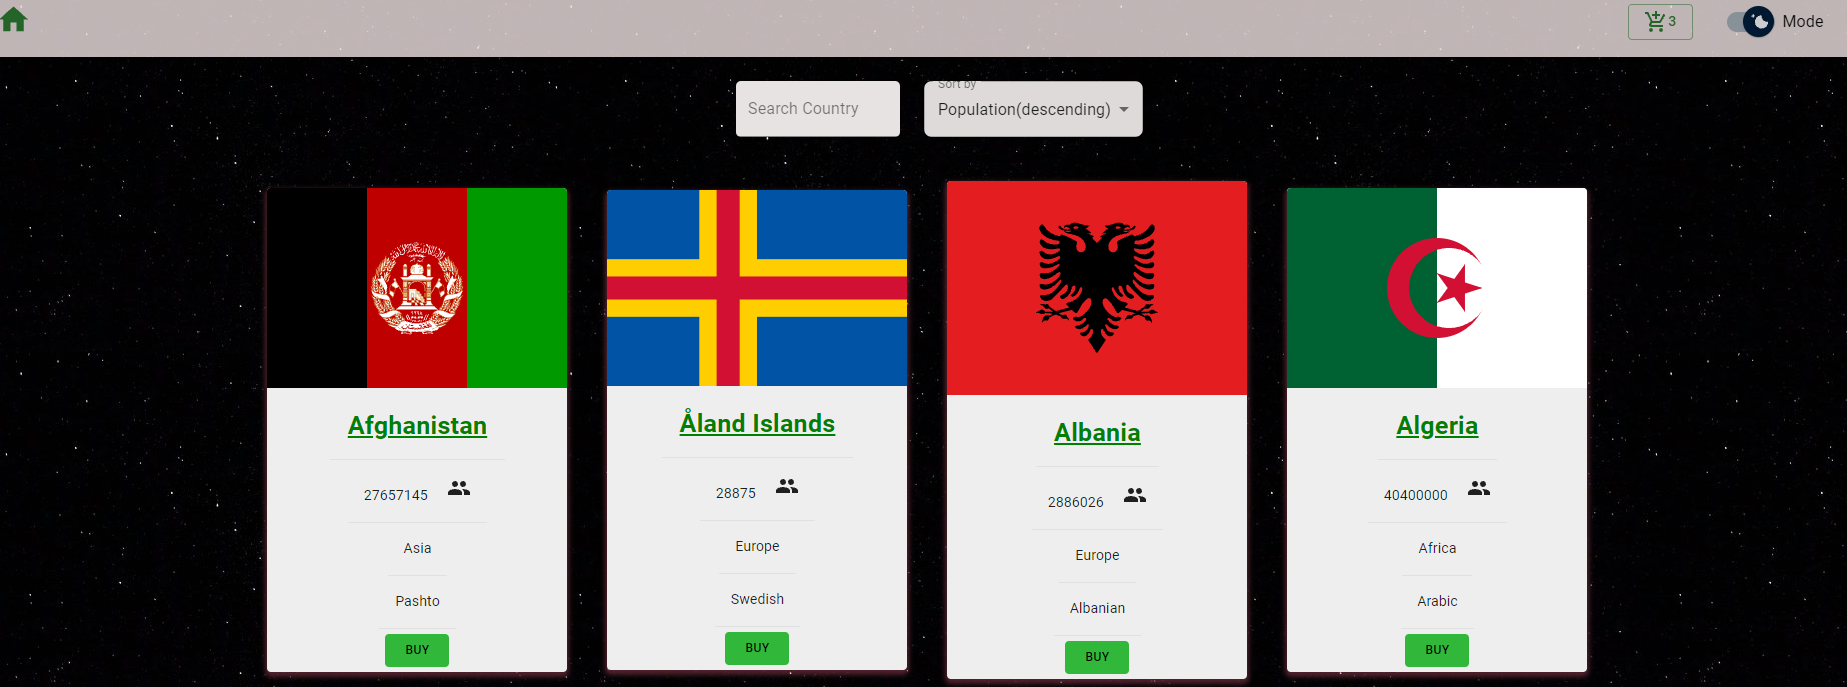 3
Mode
Search Country
Sort by
Population(descending)
Afghanistan
27657145
Asia
Pashto
BUY
Åland Islands
28875
Europe
Swedish
BUY
Albania
2886026
Europe
Albanian
BUY
Algeria
40400000
Africa
Arabic
BUY